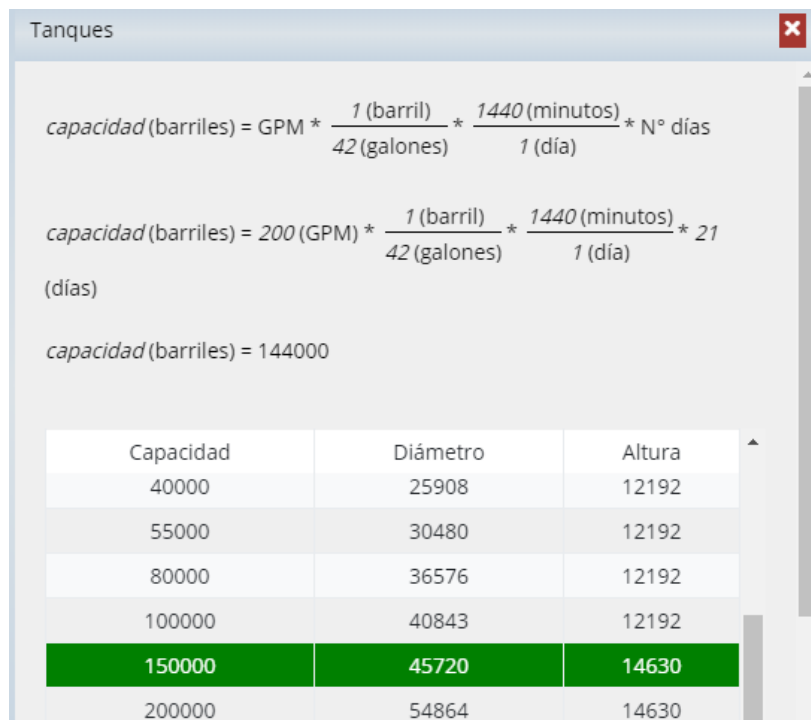 Tanques
capacidad (barriles) = GPM * 1 (barril) / 42 (galones) * 1440 (minutos) / 1 (día) * N° días
capacidad (barriles) = 200 (GPM) * 1 (barril) / 42 (galones) * 1440 (minutos) / 1 (día) * 21
(días)
capacidad (barriles) = 144000
Capacidad Diámetro Altura
40000 25908 12192
55000 30480 12192
80000 36576 12192
100000 40843 12192
150000 45720 14630
200000 54864 14630